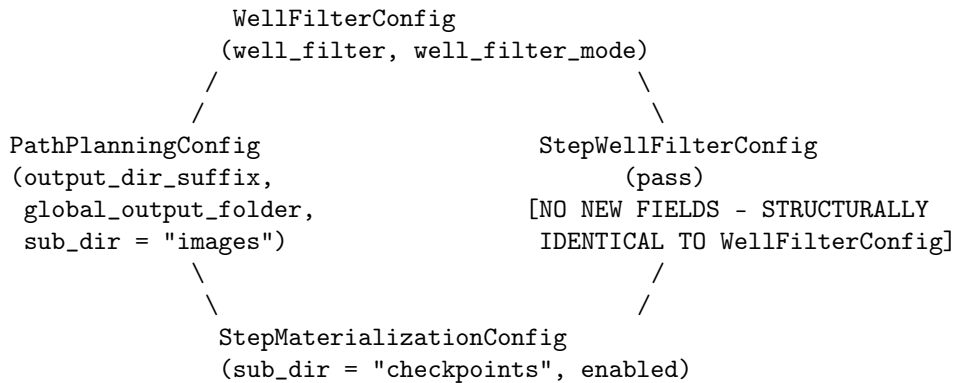 WellFilterConfig
(well_filter, well_filter_mode)
/ \
/ \
PathPlanningConfig StepWellFilterConfig
(output_dir_suffix, (pass)
global_output_folder, [NO NEW FIELDS - STRUCTURALLY
sub_dir = "images") IDENTICAL TO WellFilterConfig]
\ /
\ /
StepMaterializationConfig
(sub_dir = "checkpoints", enabled)